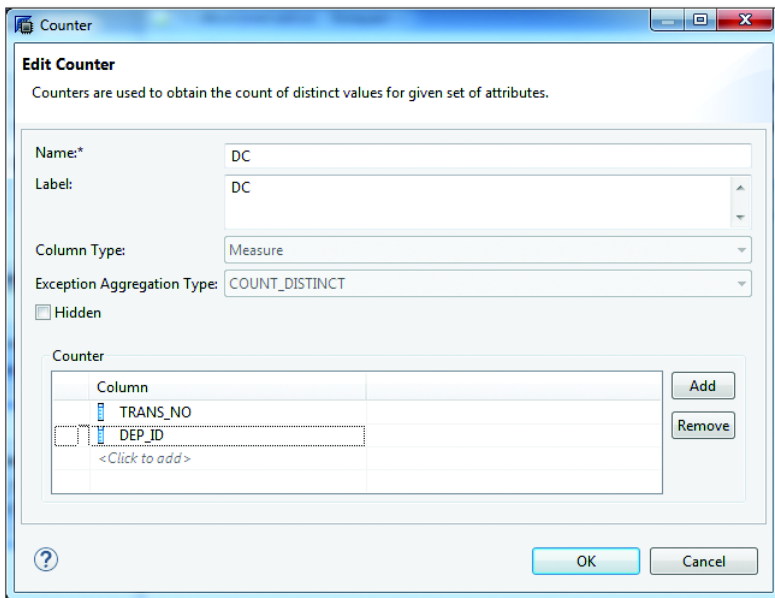 Counter
Edit Counter
Counters are used to obtain the count of distinct values for given set of attributes.
Name:* DC
Label: DC
Column Type: Measure
Exception Aggregation Type: COUNT_DISTINCT
Hidden
Counter
Column
Add
TRANS_NO
DEP_ID
Remove
<Click to add>
? OK Cancel